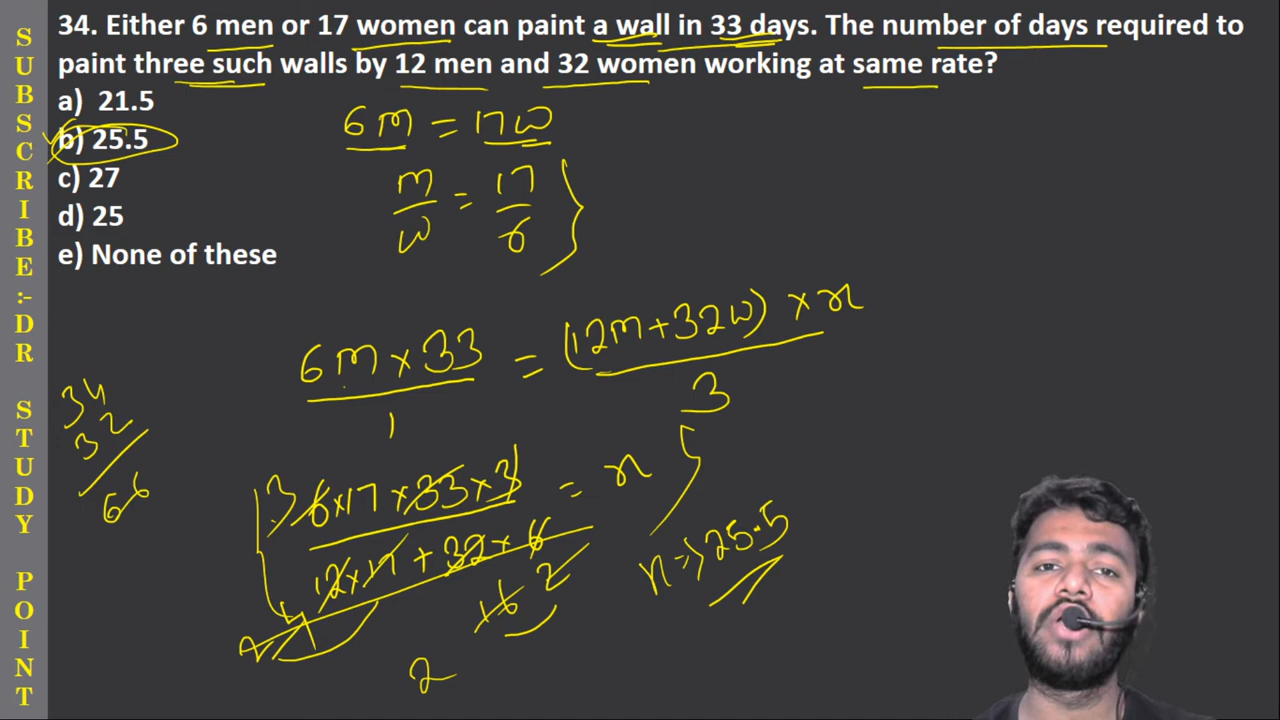 SUBSCRIBE:-DR STUDY POINT
34. Either 6 men or 17 women can paint a wall in 33 days. The number of days required to
paint three such walls by 12 men and 32 women working at same rate?
a) 21.5
b) 25.5
c) 27
d) 25
e) None of these
6m = 17w
m/w = 17/6
6m × 33 / 1 = (12m + 32w) × x / 3
34
32
66
3 6×17×33×3 / 12×17 + 32×6 = x
16 2
x => 25.5
2